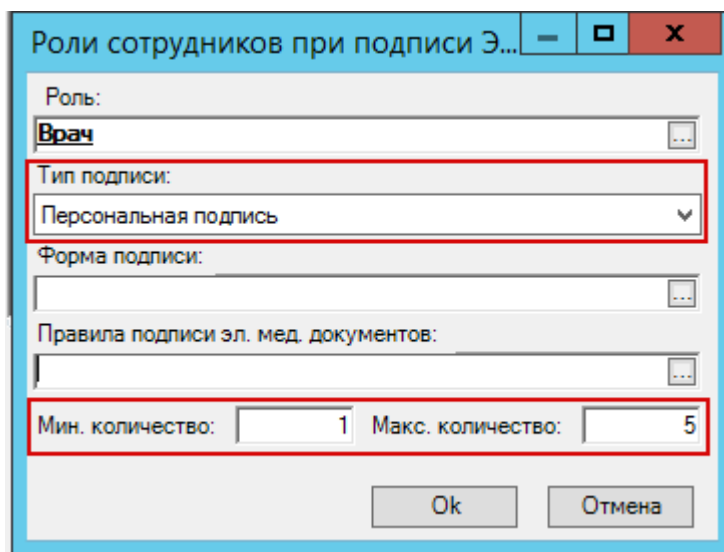 Роли сотрудников при подписи Э...
Роль:
Врач
Тип подписи:
Персональная подпись
Форма подписи:
Правила подписи эл. мед. документов:
Мин. количество: 1 Макс. количество: 5
Ok Отмена